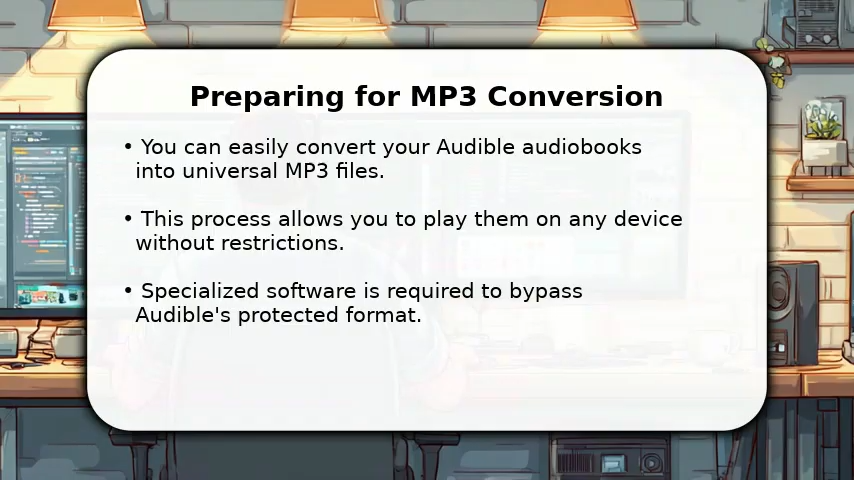 Preparing for MP3 Conversion
• You can easily convert your Audible audiobooks
into universal MP3 files.
• This process allows you to play them on any device
without restrictions.
• Specialized software is required to bypass
Audible's protected format.